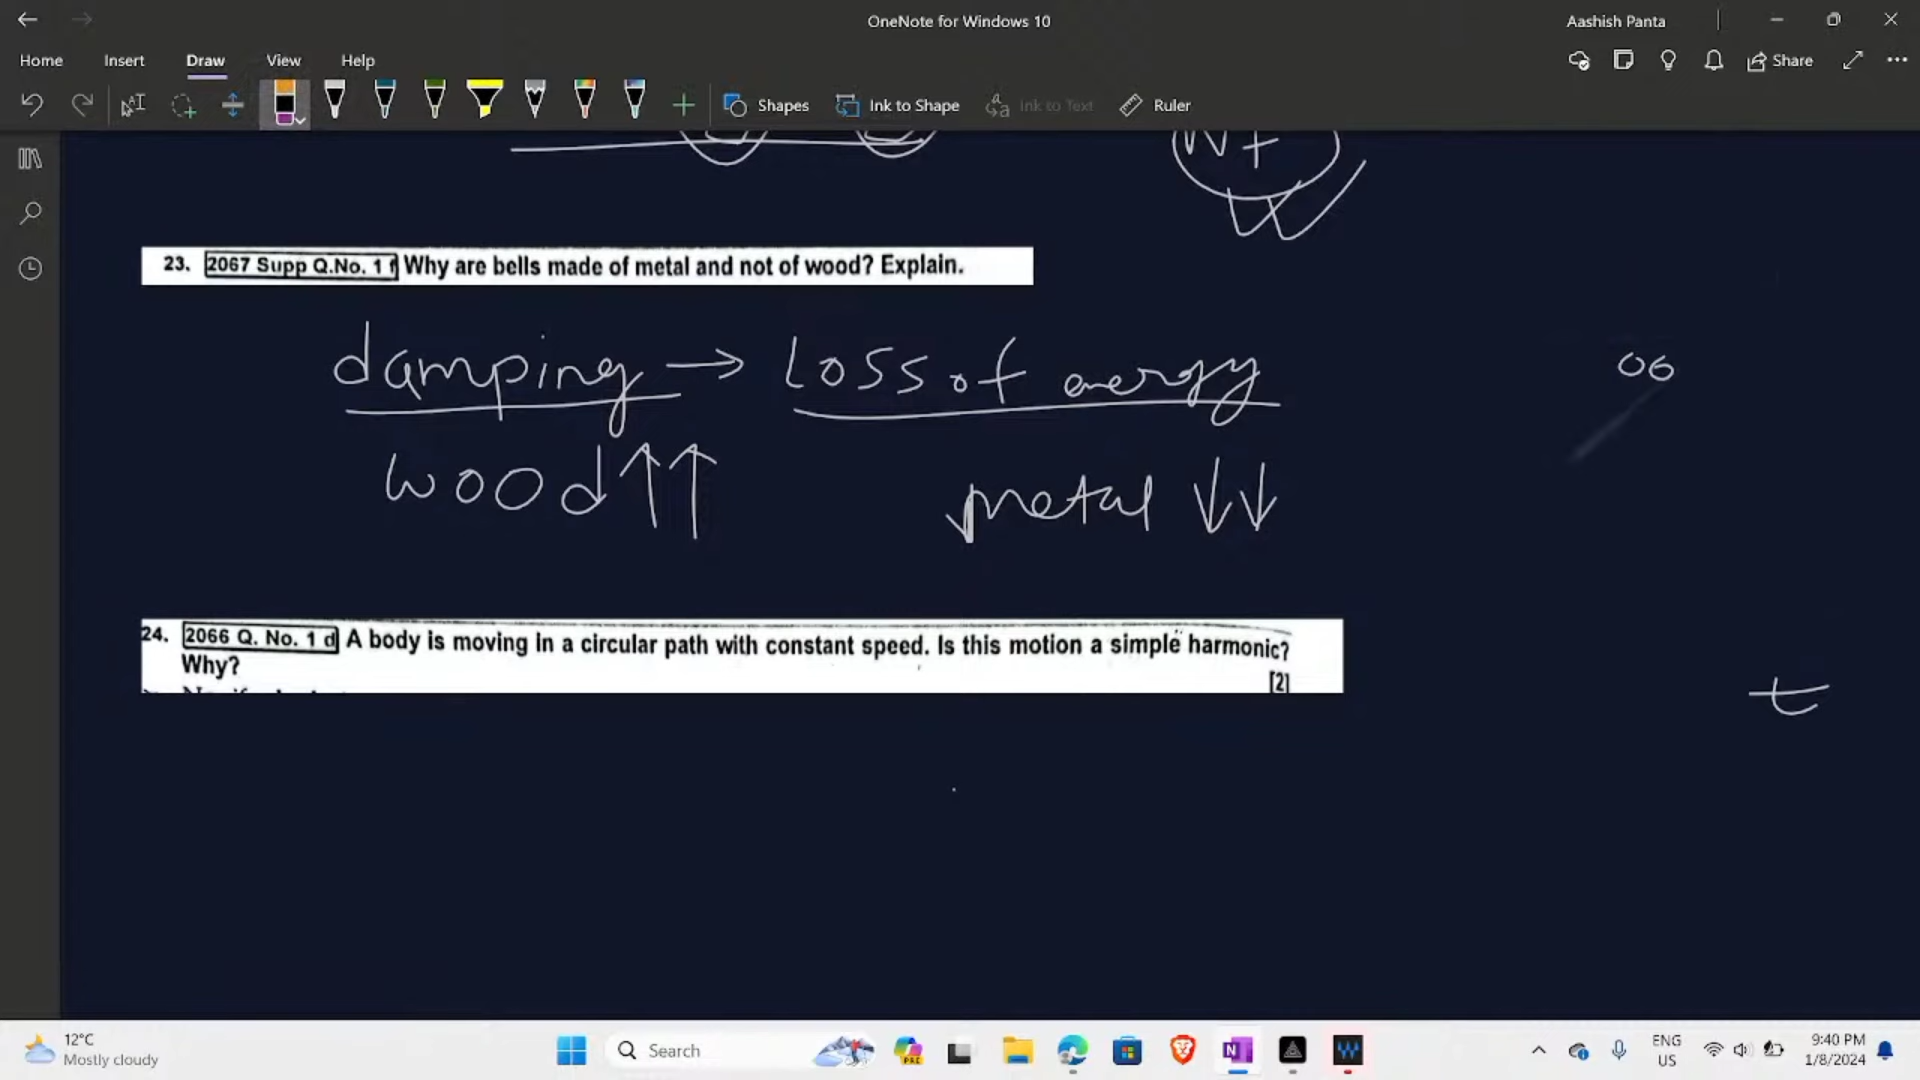 OneNote for Windows 10
Aashish Panta
Home Insert Draw View Help
Share
Shapes Ink to Shape Ink to Text Ruler
23. 2067 Supp Q.No. 1 f Why are bells made of metal and not of wood? Explain.
damping → Loss of energy
wood ↑↑ metal ↓↓
24. 2066 Q. No. 1 d A body is moving in a circular path with constant speed. Is this motion a simple harmonic?
Why?
[2]
t
12°C
Mostly cloudy
Search
ENG
US
9:40 PM
1/8/2024